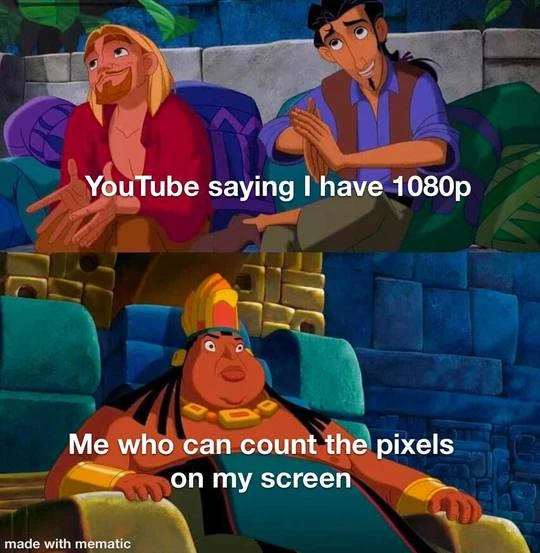 YouTube saying I have 1080p
Me who can count the pixels
on my screen
made with mematic